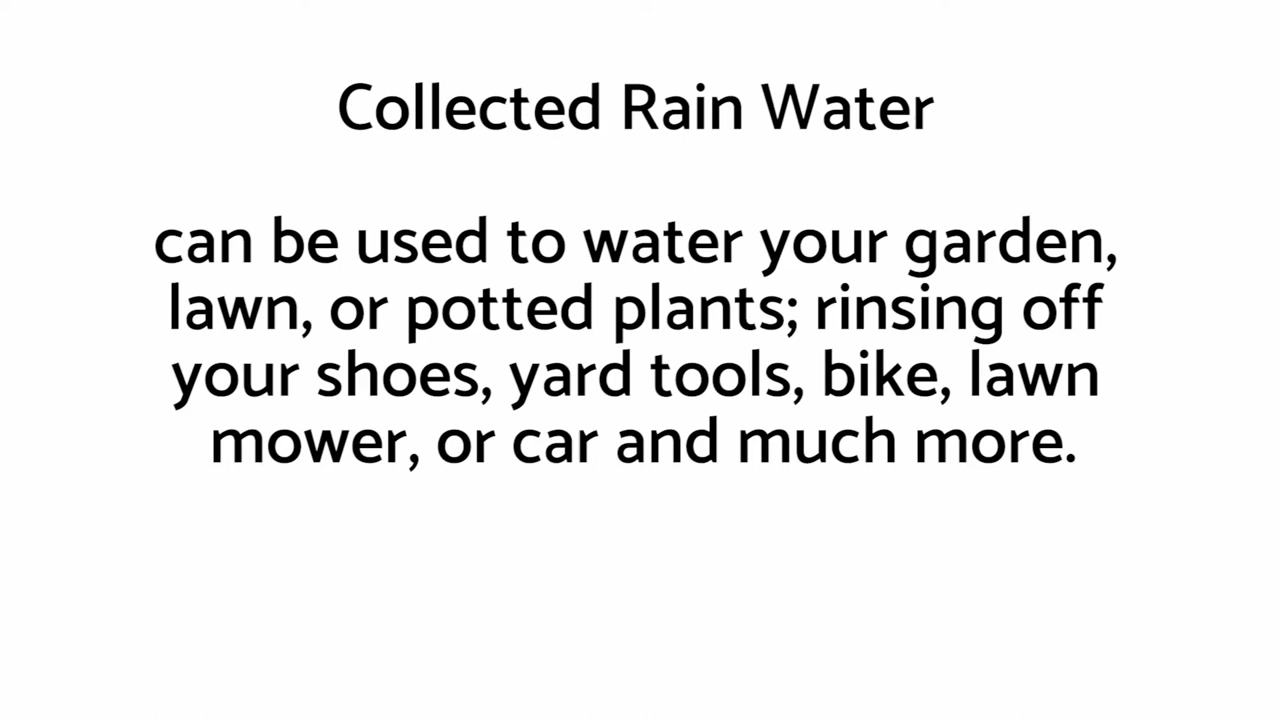 Collected Rain Water
can be used to water your garden,
lawn, or potted plants; rinsing off
your shoes, yard tools, bike, lawn
mower, or car and much more.